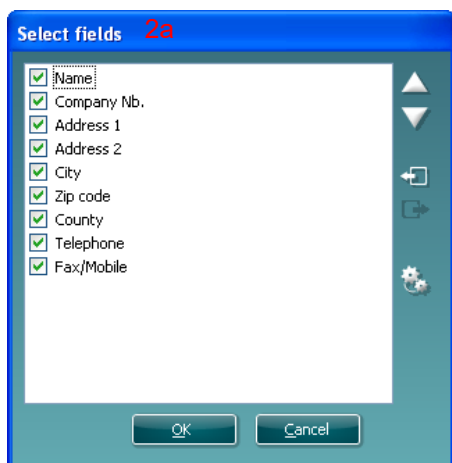 Select fields 2a
Name
Company Nb.
Address 1
Address 2
City
Zip code
County
Telephone
Fax/Mobile
OK Cancel